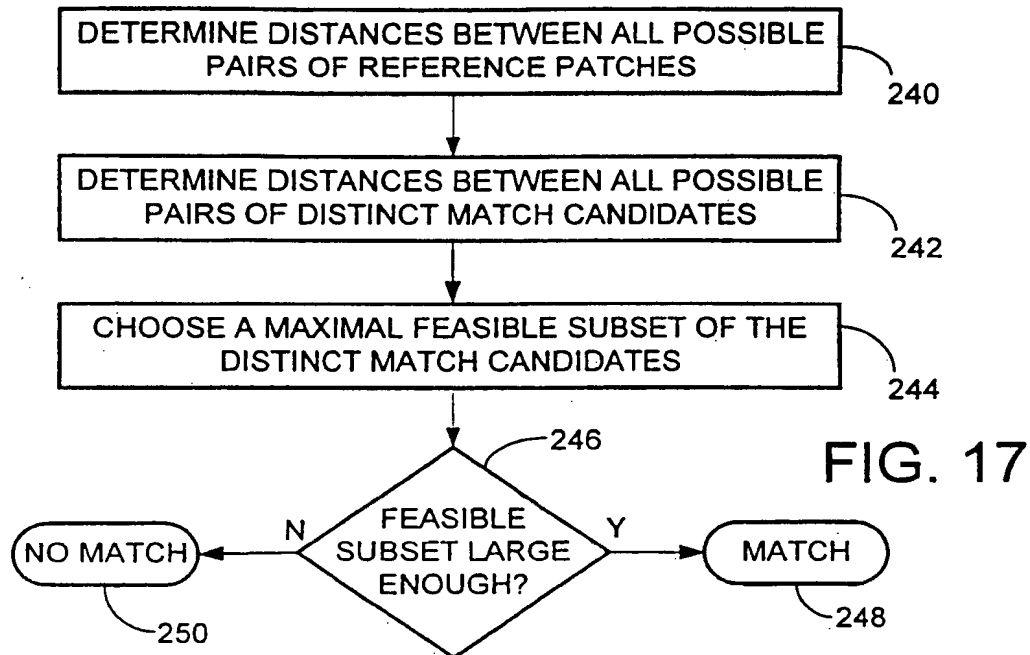 DETERMINE DISTANCES BETWEEN ALL POSSIBLE
PAIRS OF REFERENCE PATCHES
240
DETERMINE DISTANCES BETWEEN ALL POSSIBLE
PAIRS OF DISTINCT MATCH CANDIDATES
242
CHOOSE A MAXIMAL FEASIBLE SUBSET OF THE
DISTINCT MATCH CANDIDATES
244
246
FIG. 17
FEASIBLE
SUBSET LARGE
ENOUGH?
N
Y
NO MATCH
MATCH
250
248